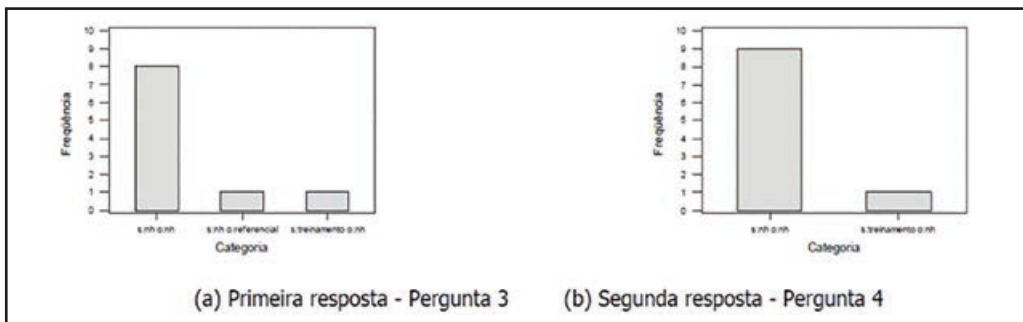 10
9
8
7
6
5
4
3
2
1
0
Freqüência
s.nh o.nh s.nh o.referencial s.treinamento o.nh
Categoria
(a) Primeira resposta - Pergunta 3
10
9
8
7
6
5
4
3
2
1
0
Freqüência
s.nh o.nh s.treinamento o.nh
Categoria
(b) Segunda resposta - Pergunta 4